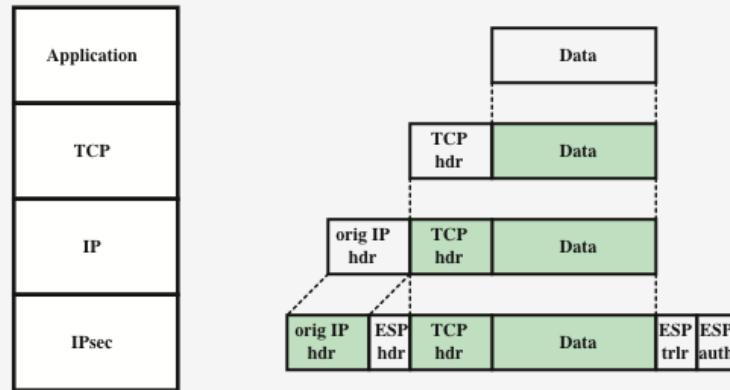 Application
Data
TCP
TCP
hdr
Data
IP
orig IP
hdr
TCP
hdr
Data
IPsec
orig IP
hdr
ESP
hdr
TCP
hdr
Data
ESP
trlr
ESP
auth